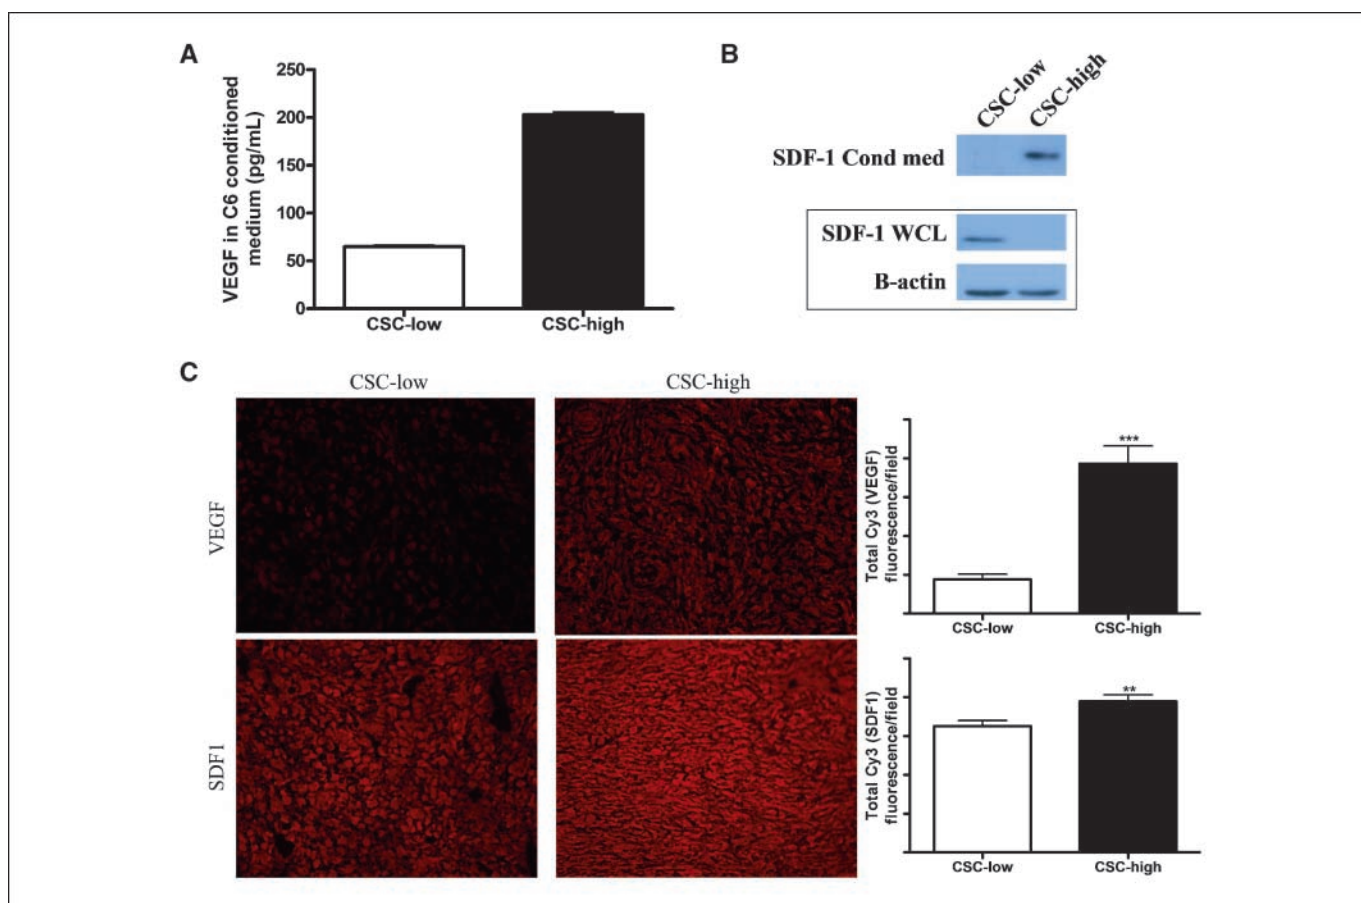 A
VEGF in C6 conditioned
medium (pg/mL)
250
200
150
100
50
0
CSC-low
CSC-high
B
CSC-low
CSC-high
SDF-1 Cond med
SDF-1 WCL
B-actin
C
CSC-low
CSC-high
VEGF
SDF1
Total Cy3 (VEGF)
fluorescence/field
***
CSC-low
CSC-high
Total Cy3 (SDF1)
fluorescence/field
**
CSC-low
CSC-high